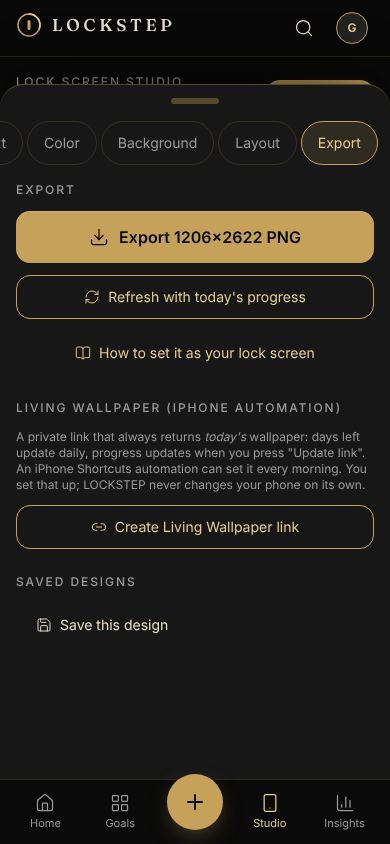 LOCKSTEP
G
LOCK SCREEN STUDIO
t
Color
Background
Layout
Export
EXPORT
Export 1206×2622 PNG
Refresh with today's progress
How to set it as your lock screen
LIVING WALLPAPER (IPHONE AUTOMATION)
A private link that always returns today's wallpaper: days left
update daily, progress updates when you press "Update link".
An iPhone Shortcuts automation can set it every morning. You
set that up; LOCKSTEP never changes your phone on its own.
Create Living Wallpaper link
SAVED DESIGNS
Save this design
Home
Goals
Studio
Insights